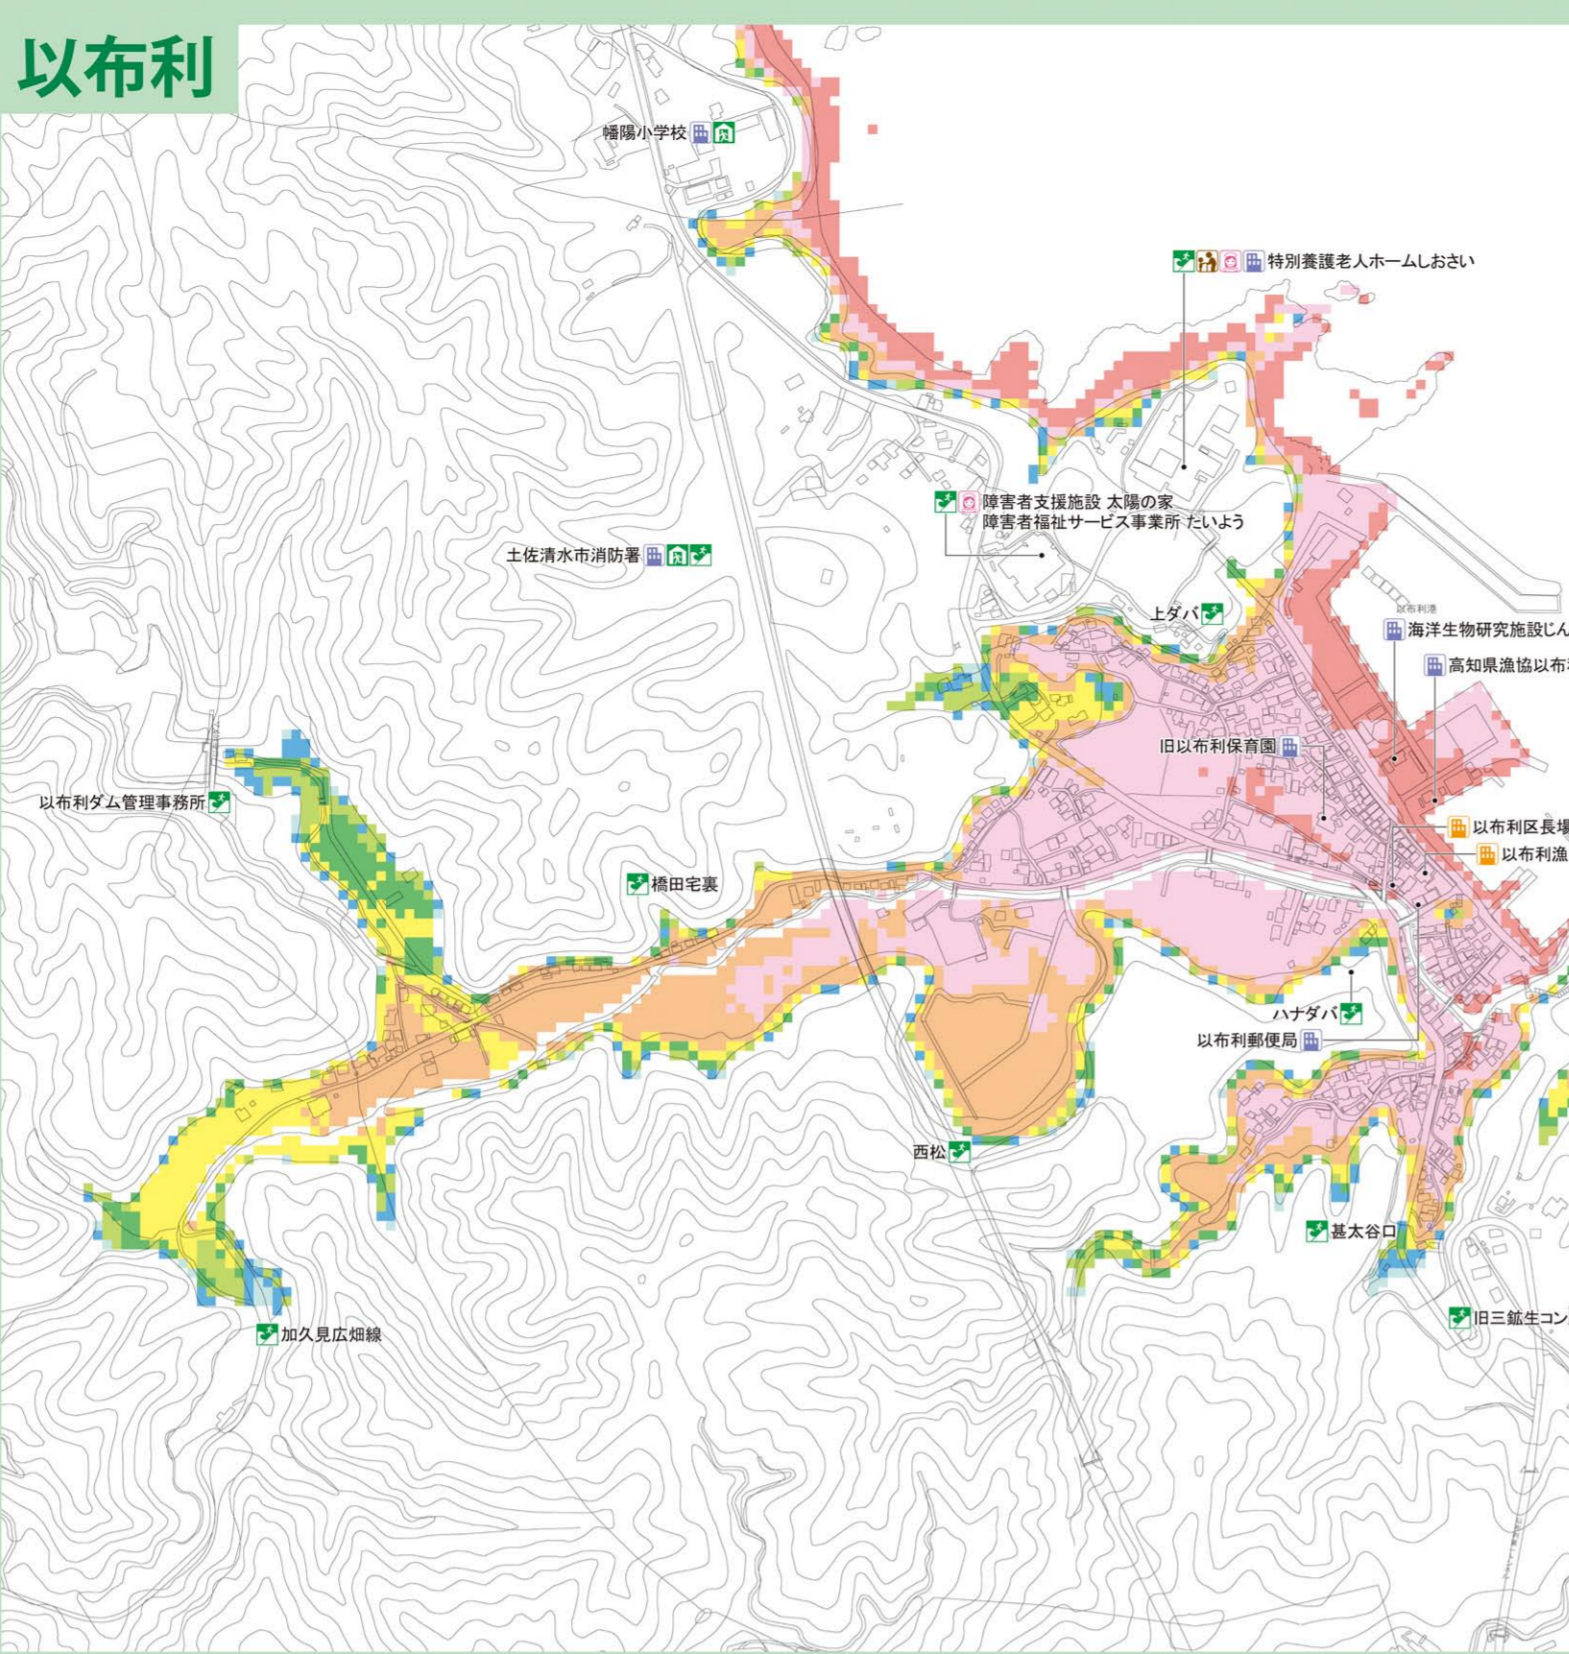 以布利
幡陽小学校
特別養護老人ホームしおさい
障害者支援施設 太陽の家
障害者福祉サービス事業所 たいよう
土佐清水市消防署
上ダバ
以布利港
海洋生物研究施設じん
高知県漁協以布
旧以布利保育園
以布利ダム管理事務所
以布利区長場
以布利漁
橋田宅裏
ハナダバ
以布利郵便局
西松
甚太谷口
旧三鉱生コン
加久見広畑線